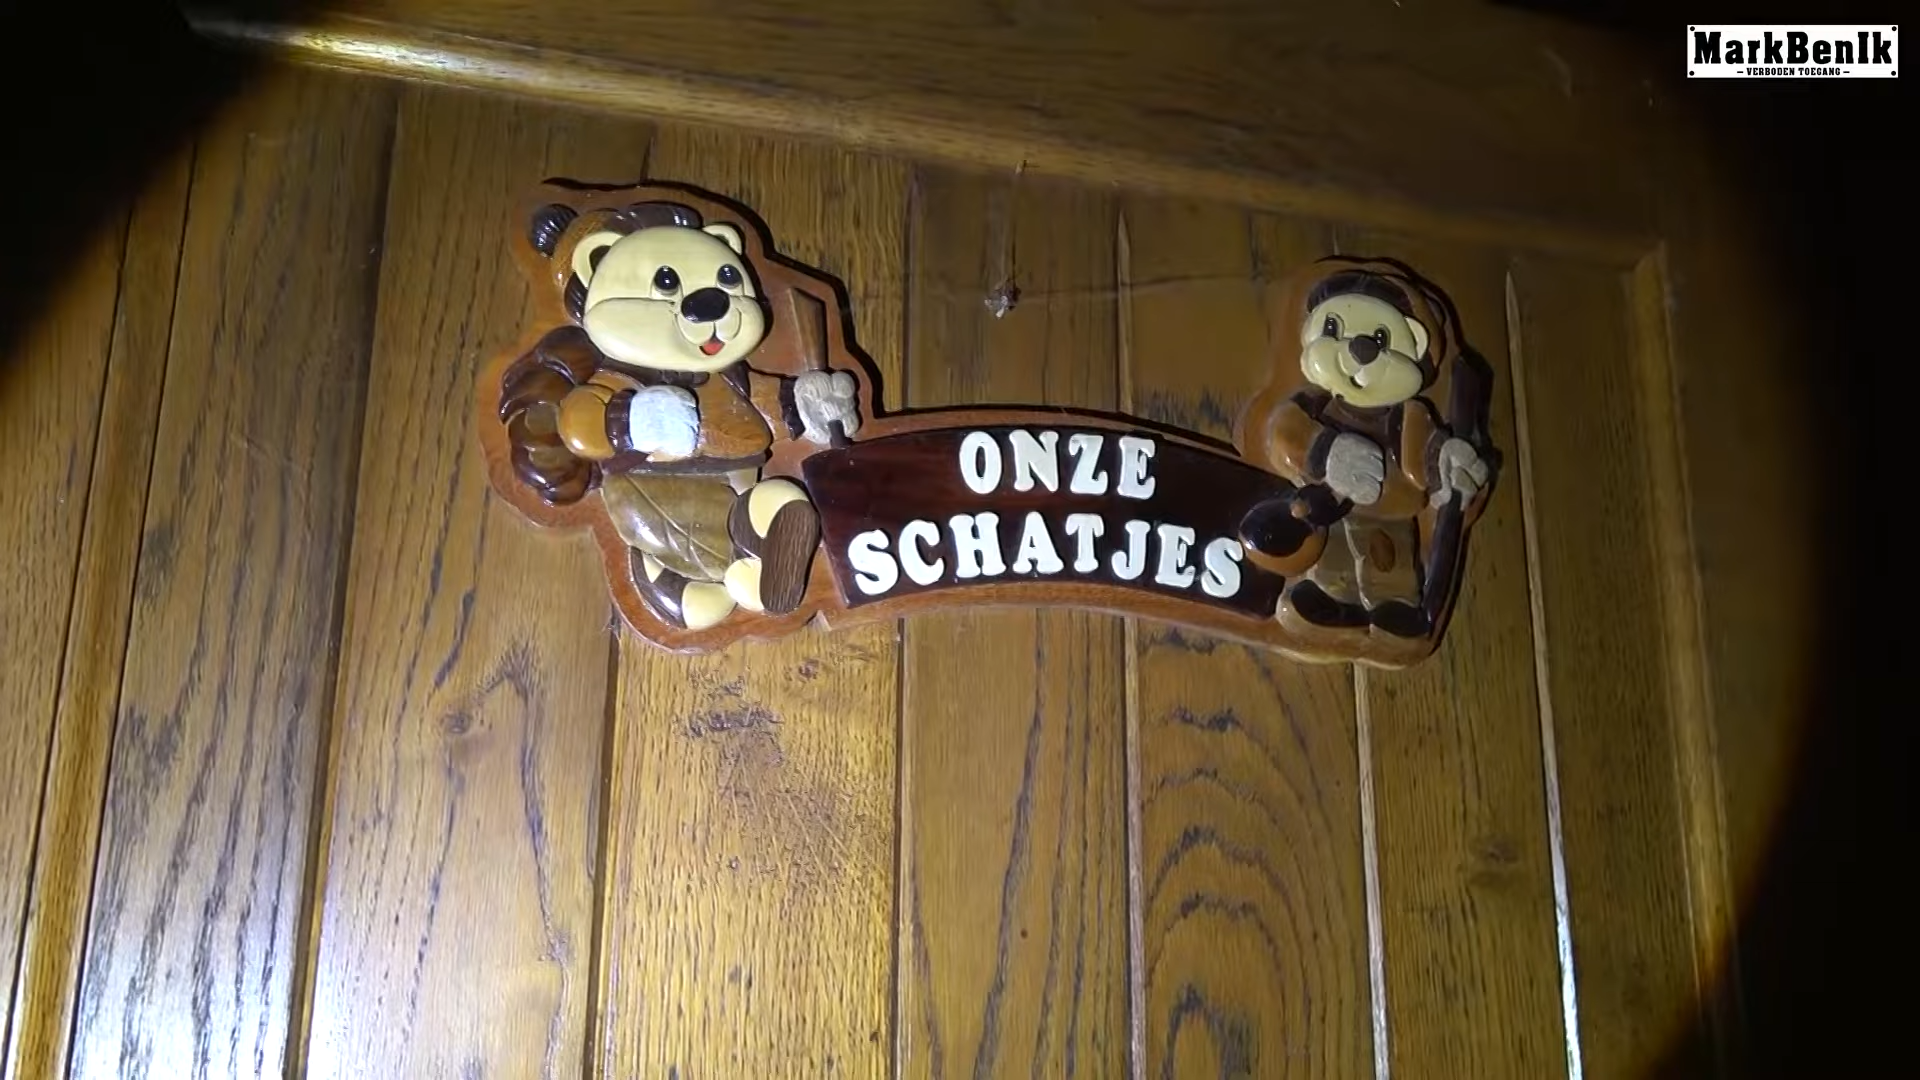 MarkBenIk
– VERBODEN TOEGANG –
ONZE
SCHATJES